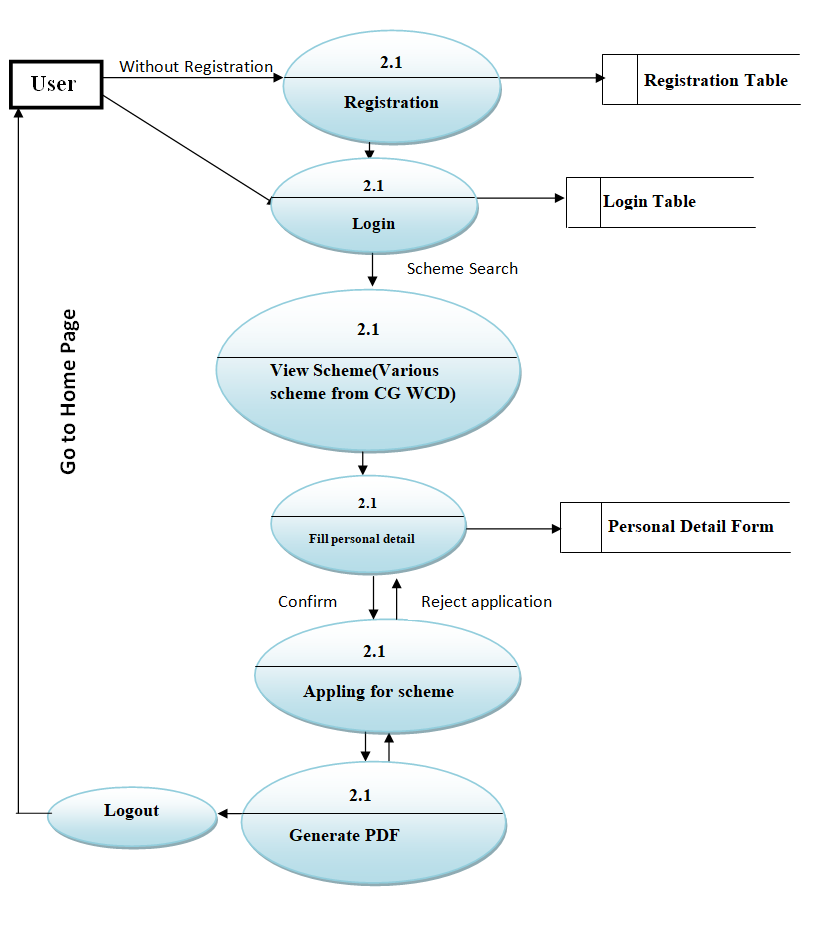 User
Without Registration
2.1
Registration
Registration Table
2.1
Login
Login Table
Scheme Search
2.1
View Scheme(Various
scheme from CG WCD)
Go to Home Page
2.1
Fill personal detail
Personal Detail Form
Confirm
Reject application
2.1
Appling for scheme
2.1
Generate PDF
Logout